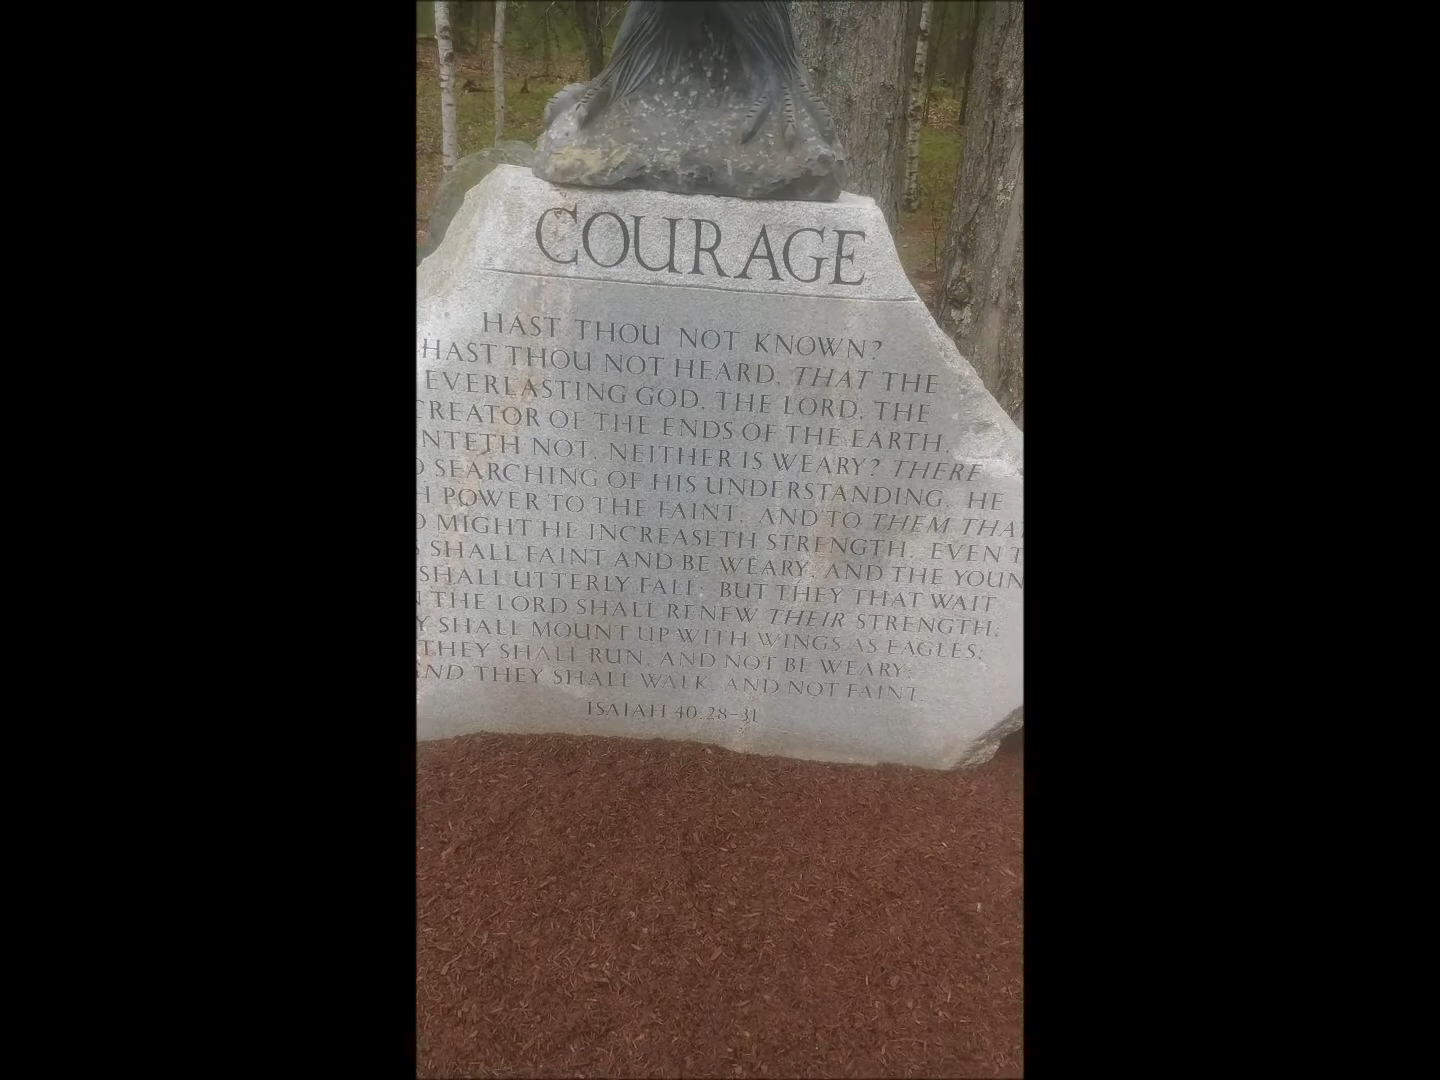 COURAGE
HAST THOU NOT KNOWN?
HAST THOU NOT HEARD, THAT THE
EVERLASTING GOD, THE LORD, THE
CREATOR OF THE ENDS OF THE EARTH,
NTETH NOT, NEITHER IS WEARY? THERE
SEARCHING OF HIS UNDERSTANDING. HE
H POWER TO THE FAINT; AND TO THEM THAT
O MIGHT HE INCREASETH STRENGTH. EVEN T
S SHALL FAINT AND BE WEARY, AND THE YOUN
SHALL UTTERLY FALL: BUT THEY THAT WAIT
N THE LORD SHALL RENEW THEIR STRENGTH;
Y SHALL MOUNT UP WITH WINGS AS EAGLES;
THEY SHALL RUN, AND NOT BE WEARY;
AND THEY SHALL WALK, AND NOT FAINT.
ISAIAH 40:28-31